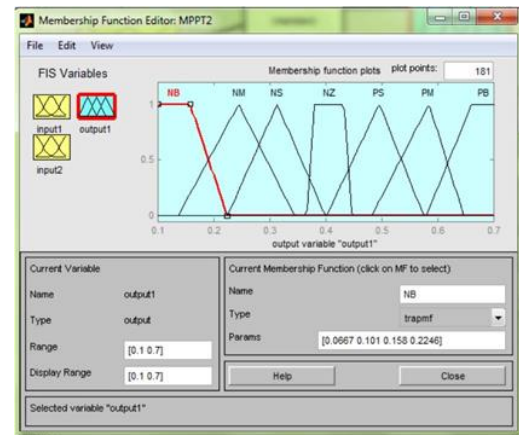 Membership Function Editor: MPPT2
File Edit View
FIS Variables
Membership function plots plot points: 181
input1 output1
input2
NB NM NS NZ PS PM PB
1
0.5
0
0.1 0.2 0.3 0.4 0.5 0.6 0.7
output variable "output1"
Current Variable
Name output1
Type output
Range [0.1 0.7]
Display Range [0.1 0.7]
Current Membership Function (click on MF to select)
Name NB
Type trapmf
Params [0.0667 0.101 0.158 0.2246]
Help Close
Selected variable "output1"